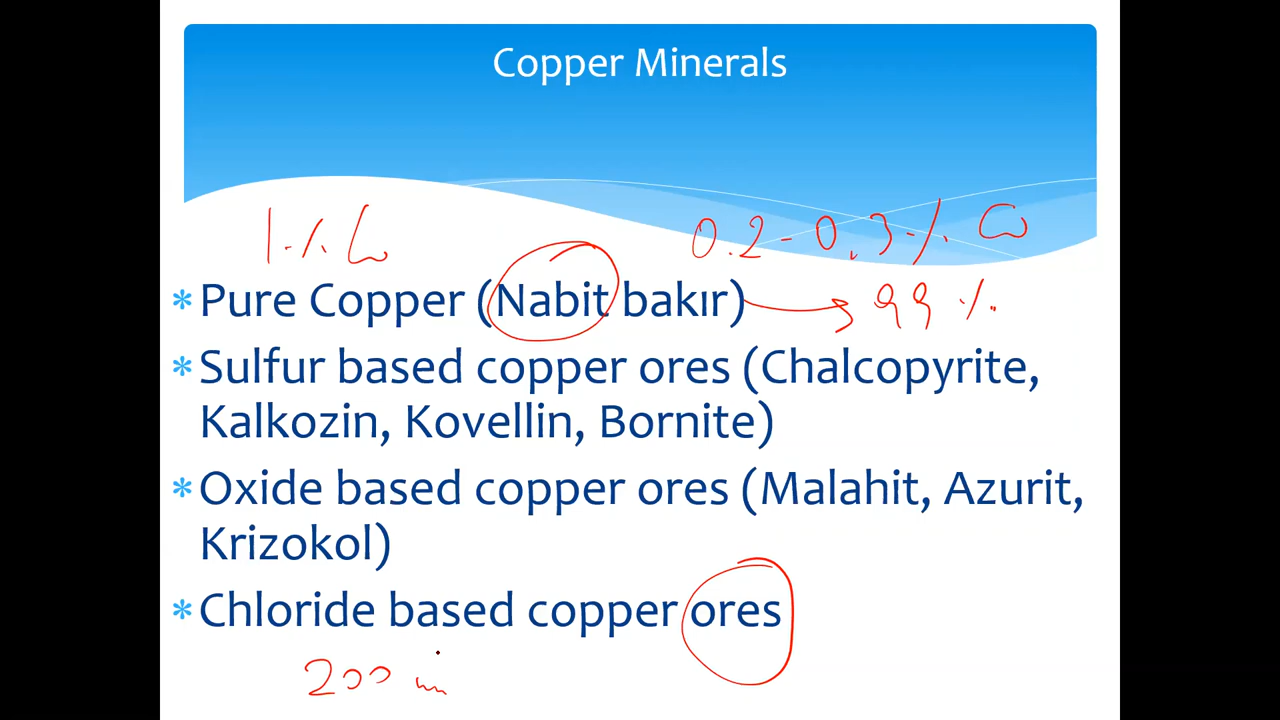 Copper Minerals
1 % Cu 0.2 - 0.3 % Cu
* Pure Copper (Nabit bakır) → 99 %
* Sulfur based copper ores (Chalcopyrite,
Kalkozin, Kovellin, Bornite)
* Oxide based copper ores (Malahit, Azurit,
Krizokol)
* Chloride based copper ores
200